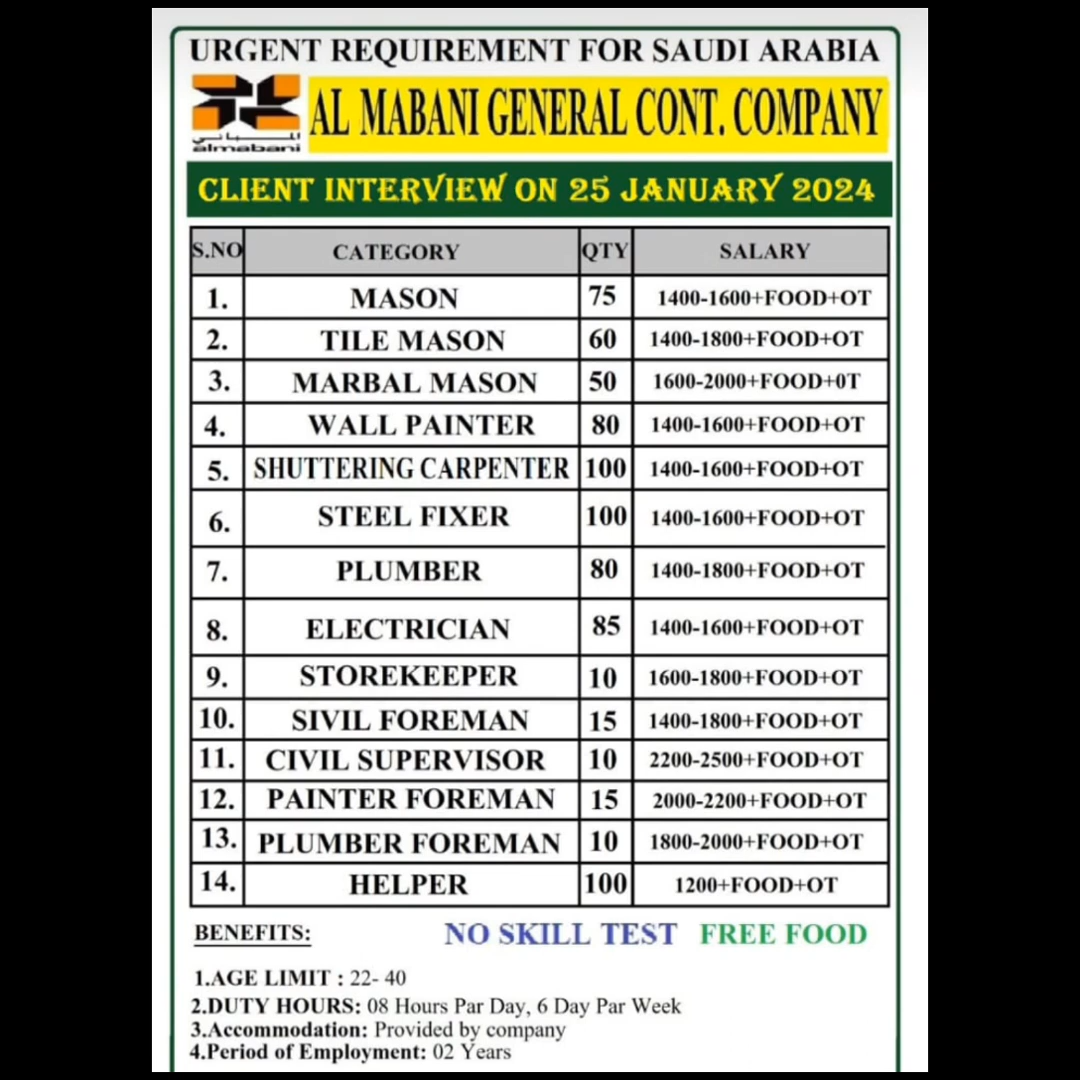 URGENT REQUIREMENT FOR SAUDI ARABIA
المباني
almabani
AL MABANI GENERAL CONT. COMPANY
CLIENT INTERVIEW ON 25 JANUARY 2024
S.NO CATEGORY QTY SALARY
1. MASON 75 1400-1600+FOOD+OT
2. TILE MASON 60 1400-1800+FOOD+OT
3. MARBAL MASON 50 1600-2000+FOOD+0T
4. WALL PAINTER 80 1400-1600+FOOD+OT
5. SHUTTERING CARPENTER 100 1400-1600+FOOD+OT
6. STEEL FIXER 100 1400-1600+FOOD+OT
7. PLUMBER 80 1400-1800+FOOD+OT
8. ELECTRICIAN 85 1400-1600+FOOD+OT
9. STOREKEEPER 10 1600-1800+FOOD+OT
10. SIVIL FOREMAN 15 1400-1800+FOOD+OT
11. CIVIL SUPERVISOR 10 2200-2500+FOOD+OT
12. PAINTER FOREMAN 15 2000-2200+FOOD+OT
13. PLUMBER FOREMAN 10 1800-2000+FOOD+OT
14. HELPER 100 1200+FOOD+OT
BENEFITS: NO SKILL TEST FREE FOOD
1.AGE LIMIT : 22- 40
2.DUTY HOURS: 08 Hours Par Day, 6 Day Par Week
3.Accommodation: Provided by company
4.Period of Employment: 02 Years